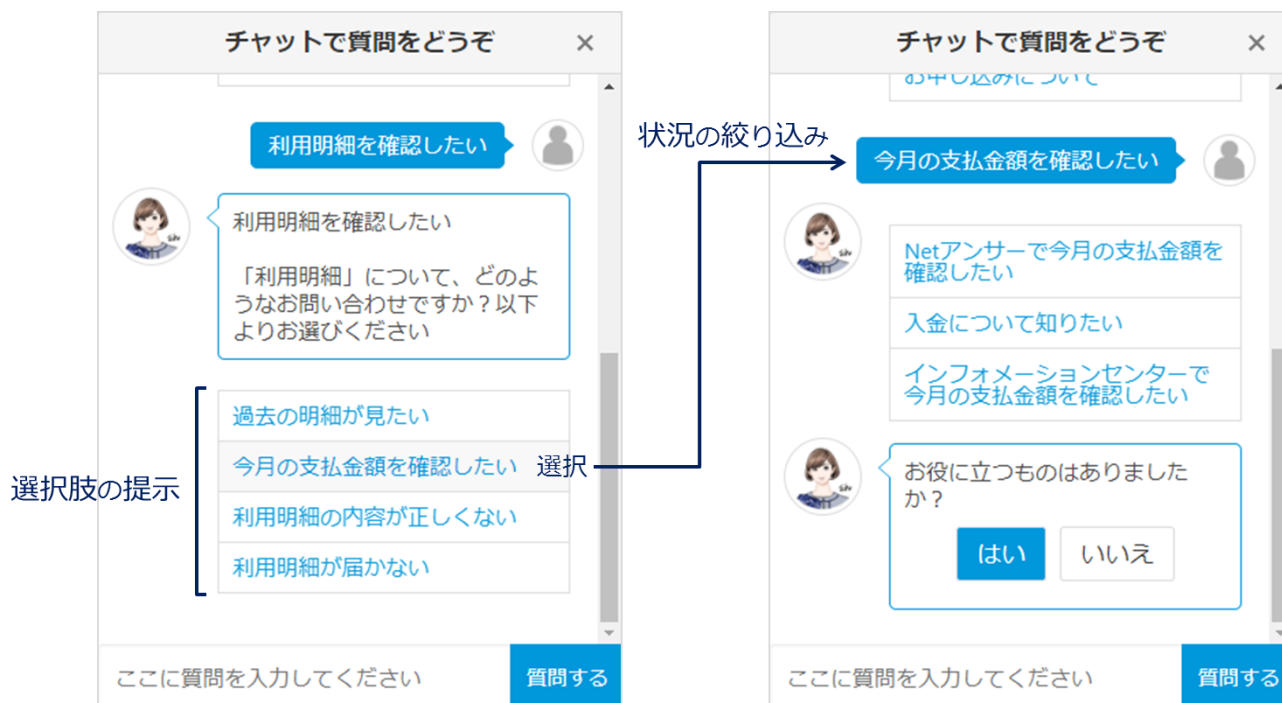 チャットで質問をどうぞ ×
利用明細を確認したい
利用明細を確認したい
「利用明細」について、どのよ
うなお問い合わせですか？以下
よりお選びください
選択肢の提示
過去の明細が見たい
今月の支払金額を確認したい 選択
利用明細の内容が正しくない
利用明細が届かない
ここに質問を入力してください 質問する
状況の絞り込み
チャットで質問をどうぞ ×
お申し込みについて
今月の支払金額を確認したい
Netアンサーで今月の支払金額を
確認したい
入金について知りたい
インフォメーションセンターで
今月の支払金額を確認したい
お役に立つものはありました
か？
はい いいえ
ここに質問を入力してください 質問する